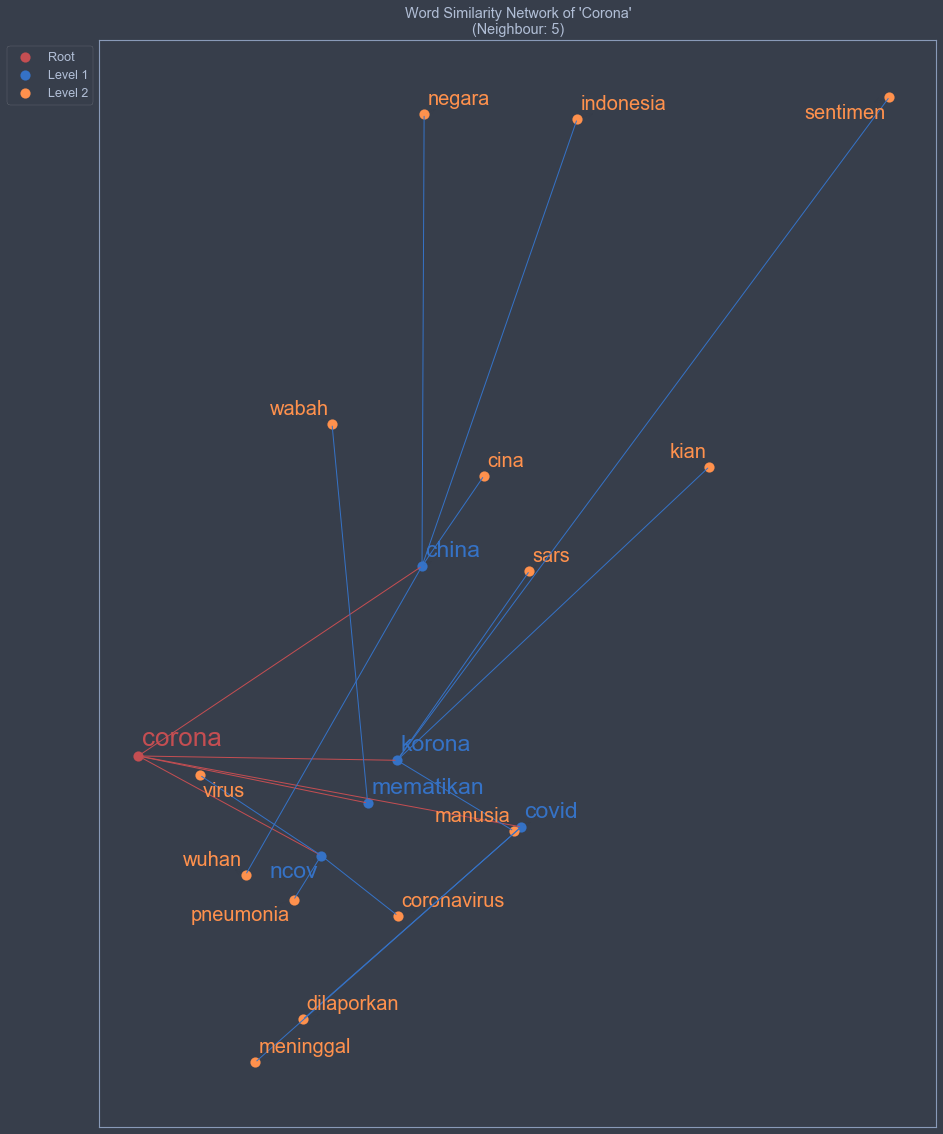 Word Similarity Network of 'Corona'
(Neighbour: 5)
Root
Level 1
Level 2
negara
indonesia
sentimen
wabah
cina
kian
china
sars
corona
korona
virus
mematikan
manusia
covid
wuhan
ncov
pneumonia
coronavirus
dilaporkan
meninggal